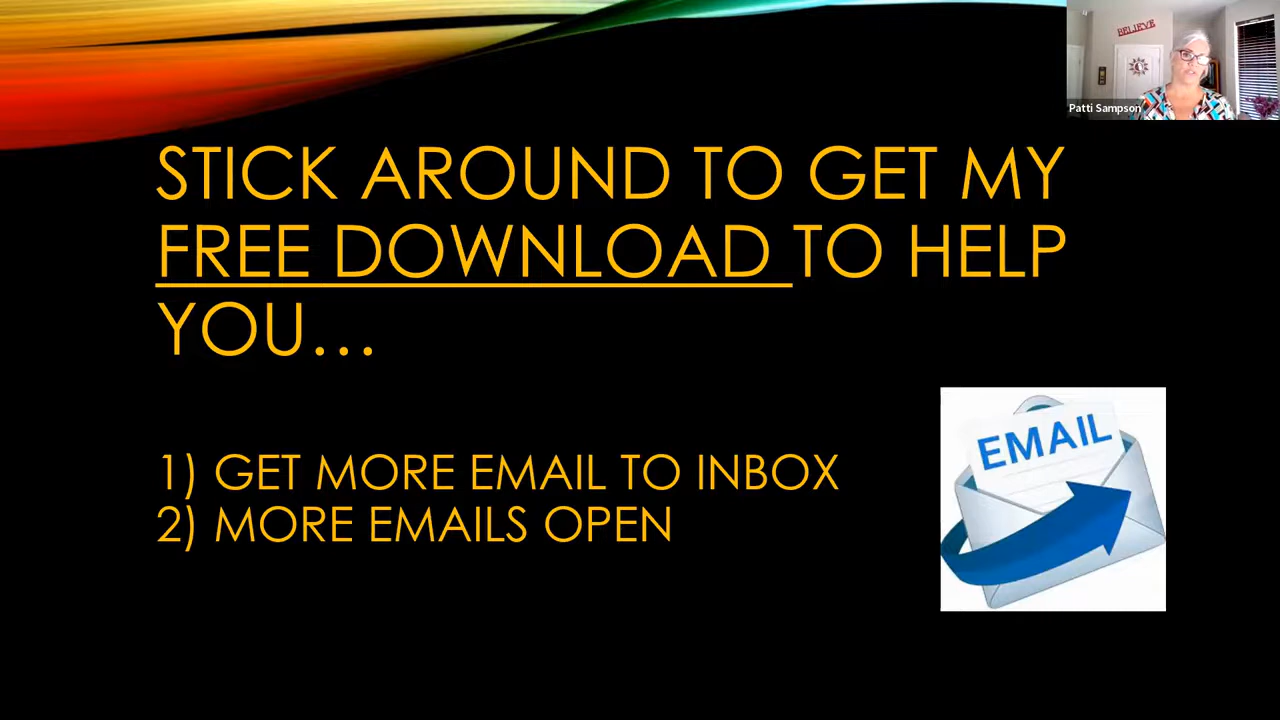 BELIEVE
Patti Sampson
STICK AROUND TO GET MY
FREE DOWNLOAD TO HELP
YOU...
1) GET MORE EMAIL TO INBOX
2) MORE EMAILS OPEN
EMAIL